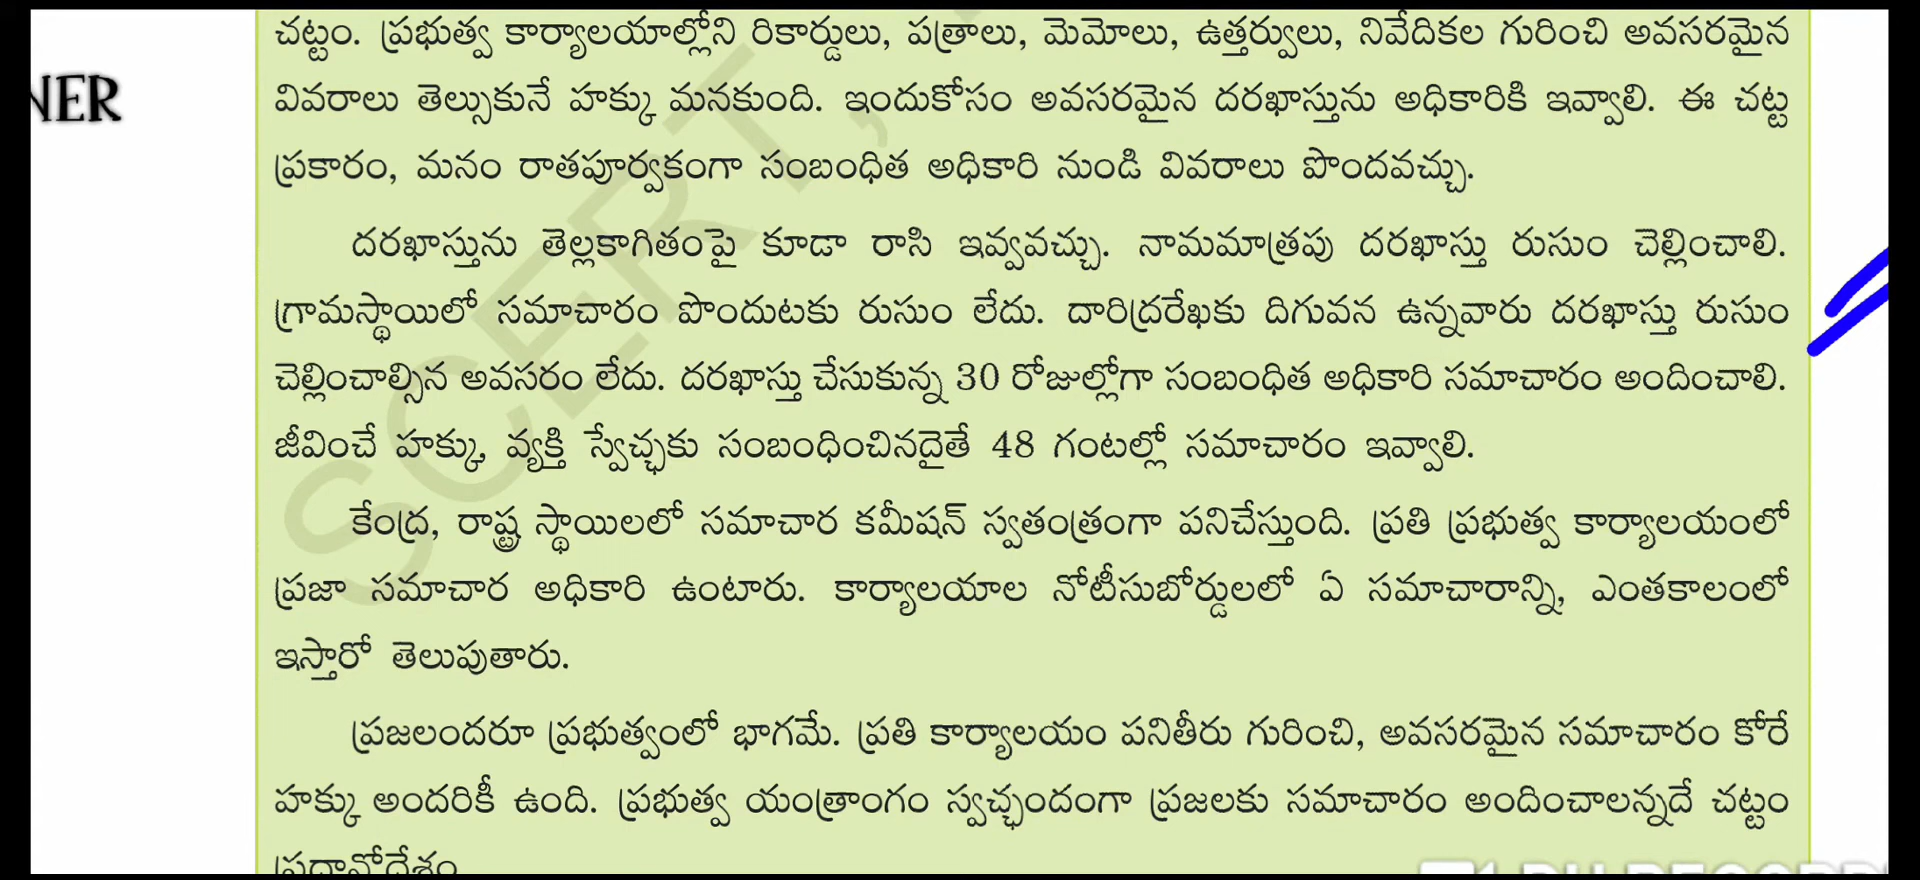 చట్టం. ప్రభుత్వ కార్యాలయాల్లోని రికార్డులు, పత్రాలు, మెమోలు, ఉత్తర్వులు, నివేదికల గురించి అవసరమైన
NER
వివరాలు తెల్సుకునే హక్కు మనకుంది. ఇందుకోసం అవసరమైన దరఖాస్తును అధికారికి ఇవ్వాలి. ఈ చట్ట
ప్రకారం, మనం రాతపూర్వకంగా సంబంధిత అధికారి నుండి వివరాలు పొందవచ్చు.
దరఖాస్తును తెల్లకాగితంపై కూడా రాసి ఇవ్వవచ్చు. నామమాత్రపు దరఖాస్తు రుసుం చెల్లించాలి.
గ్రామస్థాయిలో సమాచారం పొందుటకు రుసుం లేదు. దారిద్రరేఖకు దిగువన ఉన్నవారు దరఖాస్తు రుసుం
చెల్లించాల్సిన అవసరం లేదు. దరఖాస్తు చేసుకున్న 30 రోజుల్లోగా సంబంధిత అధికారి సమాచారం అందించాలి.
జీవించే హక్కు, వ్యక్తి స్వేచ్ఛకు సంబంధించినదైతే 48 గంటల్లో సమాచారం ఇవ్వాలి.
కేంద్ర, రాష్ట్ర స్థాయిలలో సమాచార కమీషన్ స్వతంత్రంగా పనిచేస్తుంది. ప్రతి ప్రభుత్వ కార్యాలయంలో
ప్రజా సమాచార అధికారి ఉంటారు. కార్యాలయాల నోటీసుబోర్డులలో ఏ సమాచారాన్ని, ఎంతకాలంలో
ఇస్తారో తెలుపుతారు.
ప్రజలందరూ ప్రభుత్వంలో భాగమే. ప్రతి కార్యాలయం పనితీరు గురించి, అవసరమైన సమాచారం కోరే
హక్కు అందరికీ ఉంది. ప్రభుత్వ యంత్రాంగం స్వచ్ఛందంగా ప్రజలకు సమాచారం అందించాలన్నదే చట్టం
SCERT,